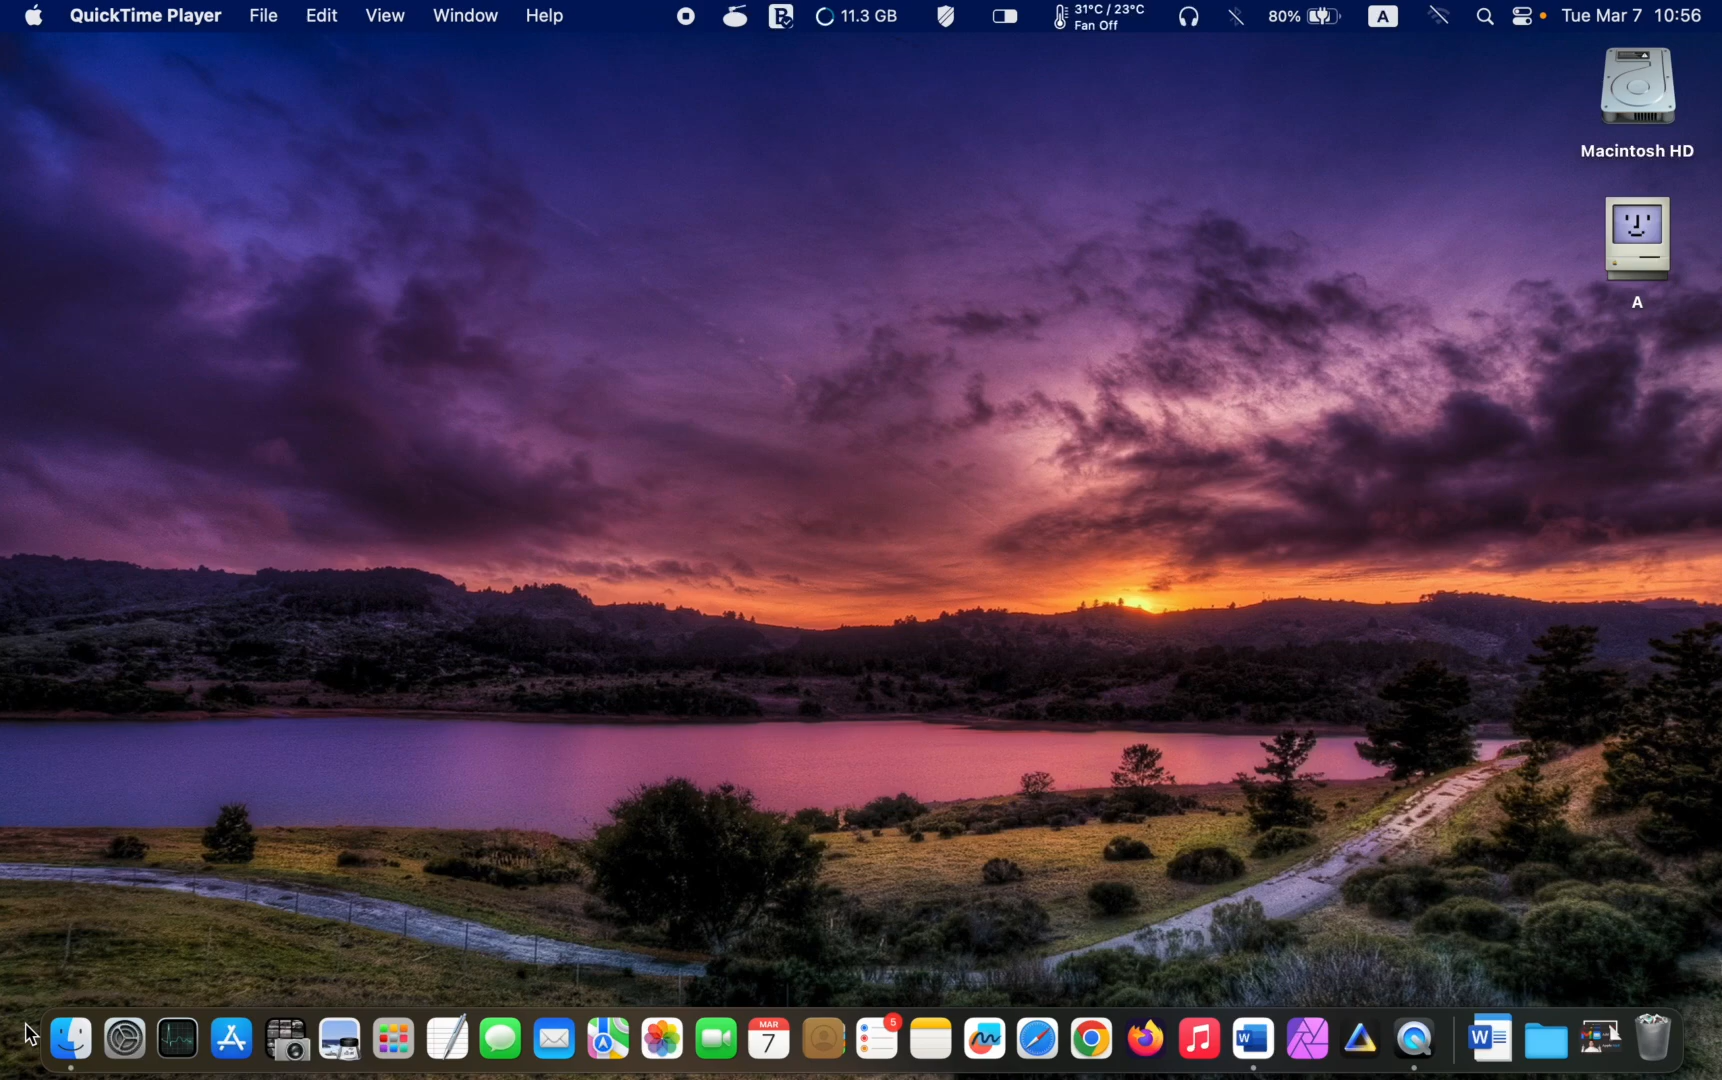 QuickTime Player File Edit View Window Help 11.3 GB 31°C / 23°C 80% A Tue Mar 7 10:56
Fan Off
Macintosh HD
A
MAR
7
5
W
W